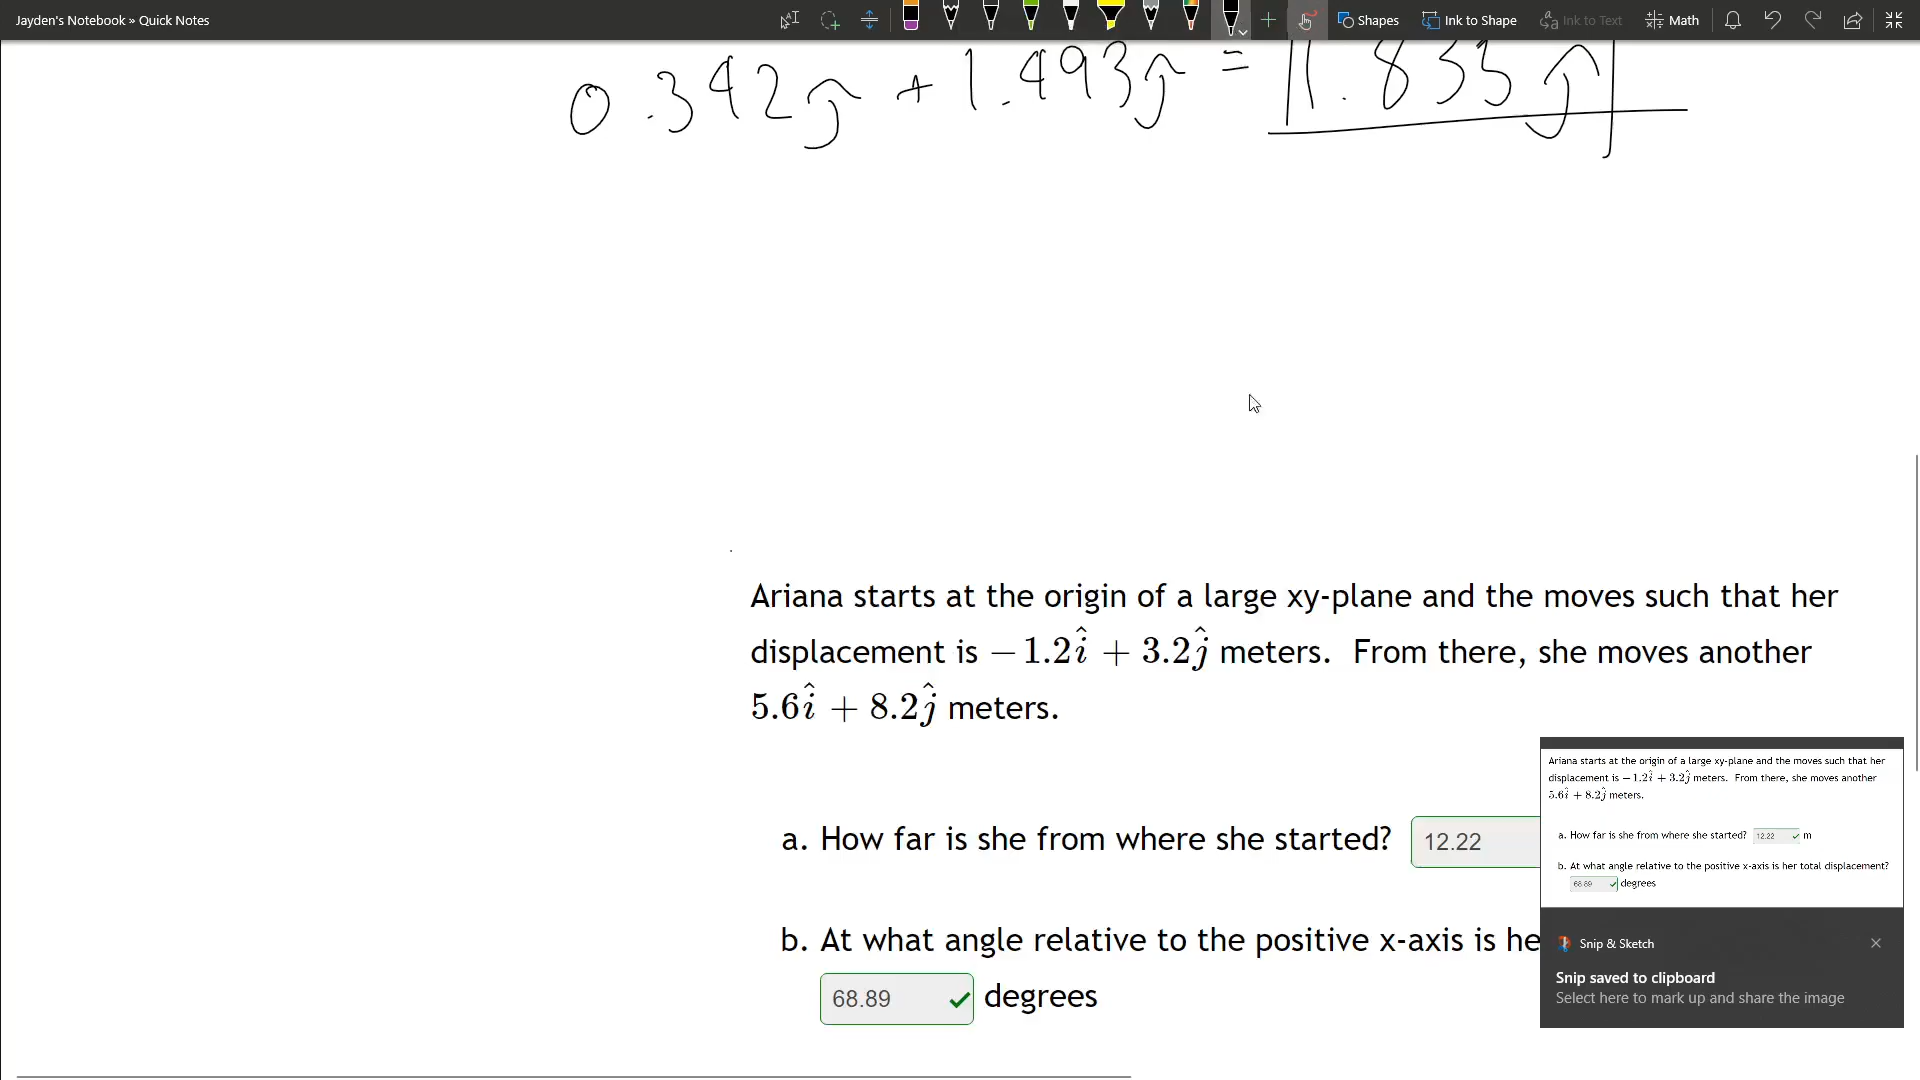 Jayden's Notebook » Quick Notes
Shapes
Ink to Shape
Ink to Text
Math
0.342g + 1.493g = 1.833g
Ariana starts at the origin of a large xy-plane and the moves such that her
displacement is −1.2î + 3.2ĵ meters. From there, she moves another
5.6î + 8.2ĵ meters.
a. How far is she from where she started? 12.22
b. At what angle relative to the positive x-axis is he
68.89 degrees
Ariana starts at the origin of a large xy-plane and the moves such that her
displacement is −1.2î + 3.2ĵ meters. From there, she moves another
5.6î + 8.2ĵ meters.
a. How far is she from where she started? 12.22 m
b. At what angle relative to the positive x-axis is her total displacement?
68.89 degrees
Snip & Sketch
Snip saved to clipboard
Select here to mark up and share the image